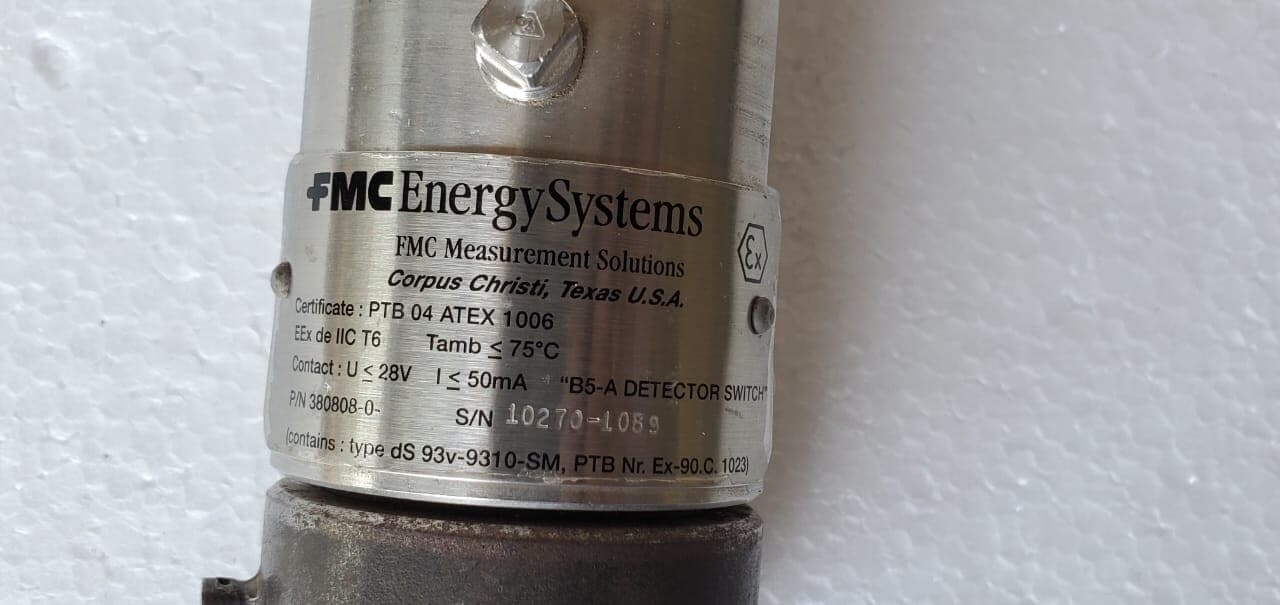 FMC EnergySystems
FMC Measurement Solutions
Ex
Corpus Christi, Texas U.S.A.
Certificate : PTB 04 ATEX 1006
EEx de IIC T6 Tamb ≤ 75°C
Contact : U ≤ 28V I ≤ 50mA "B5-A DETECTOR SWITCH"
P/N 380808-0- S/N 10270-1089
(contains : type dS 93v-9310-SM, PTB Nr. Ex-90.C. 1023)